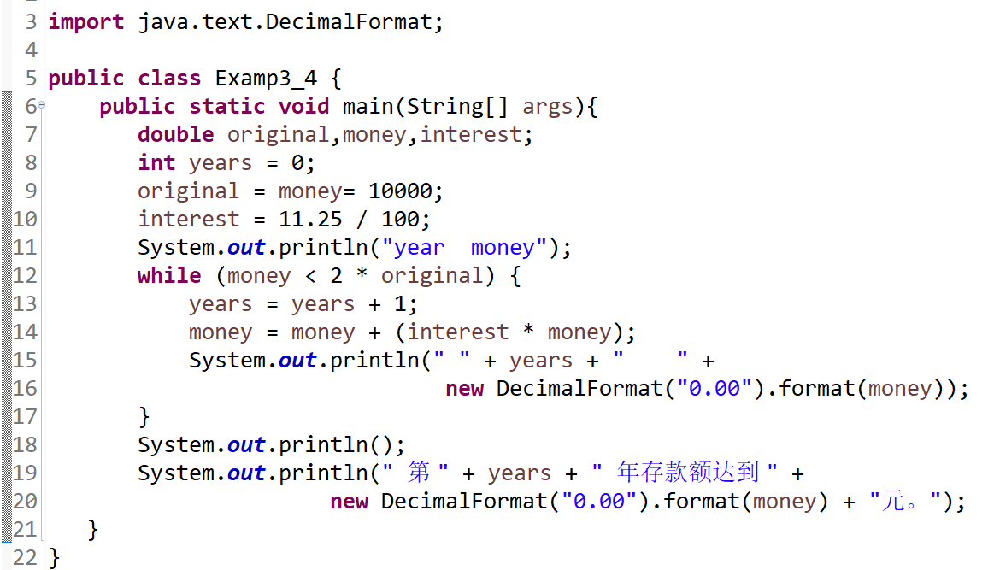 3 import java.text.DecimalFormat;
4
5 public class Examp3_4 {
6     public static void main(String[] args){
7        double original,money,interest;
8        int years = 0;
9        original = money= 10000;
10        interest = 11.25 / 100;
11        System.out.println("year  money");
12        while (money < 2 * original) {
13            years = years + 1;
14            money = money + (interest * money);
15            System.out.println(" " + years + "    " +
16                                new DecimalFormat("0.00").format(money));
17        }
18        System.out.println();
19        System.out.println(" 第 " + years + " 年存款额达到 " +
20                       new DecimalFormat("0.00").format(money) + "元。");
21    }
22 }